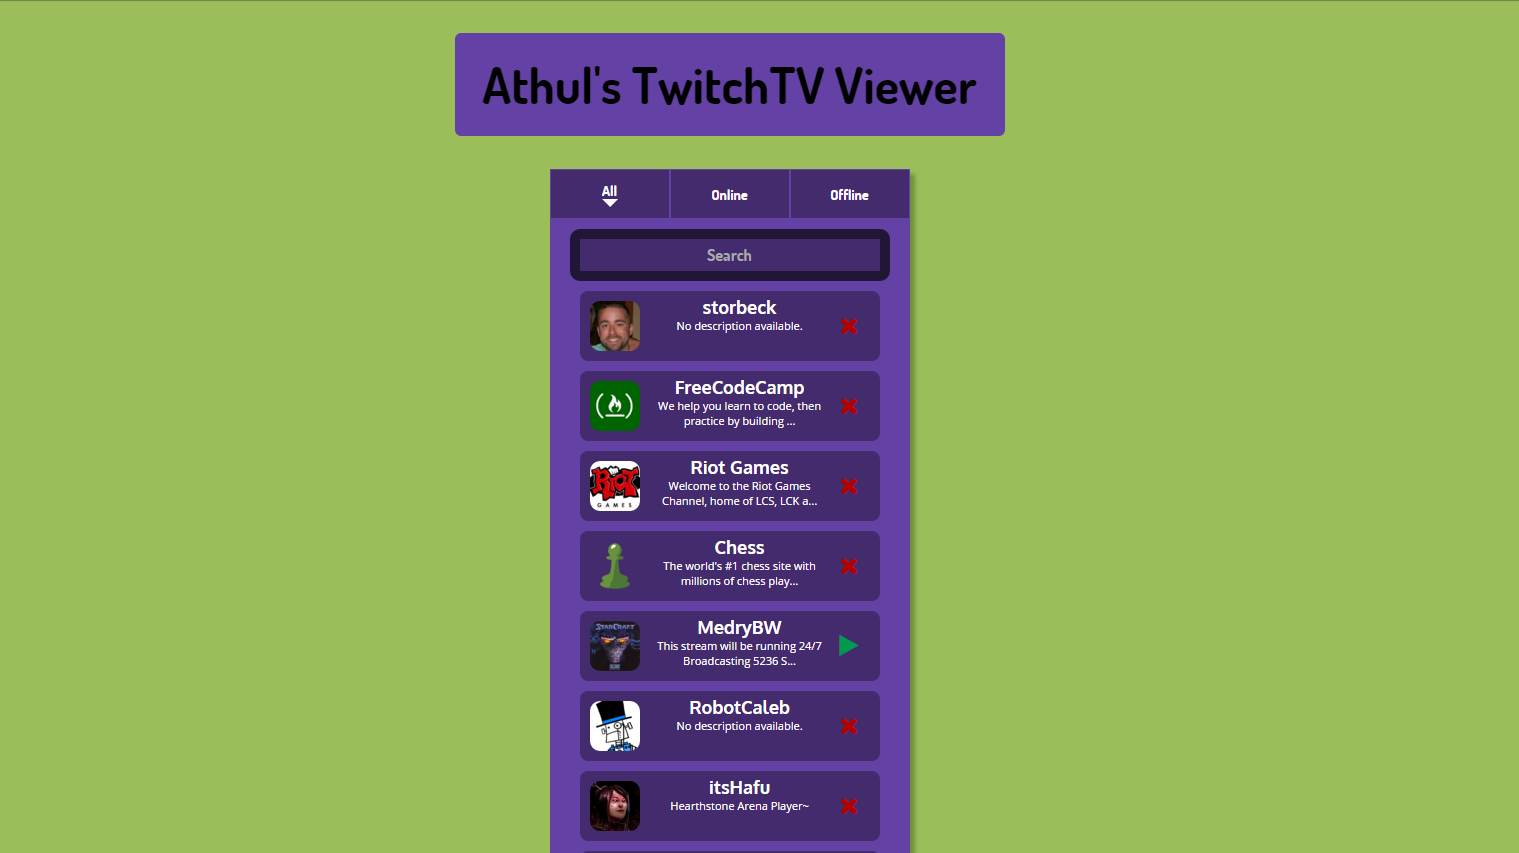 Athul's TwitchTV Viewer
All
Online
Offline
Search
storbeck
No description available.
FreeCodeCamp
We help you learn to code, then
practice by building ...
RIOT
GAMES
Riot Games
Welcome to the Riot Games
Channel, home of LCS, LCK a...
Chess
The world's #1 chess site with
millions of chess play...
STARCRAFT
MedryBW
This stream will be running 24/7
Broadcasting 5236 S...
RobotCaleb
No description available.
itsHafu
Hearthstone Arena Player~